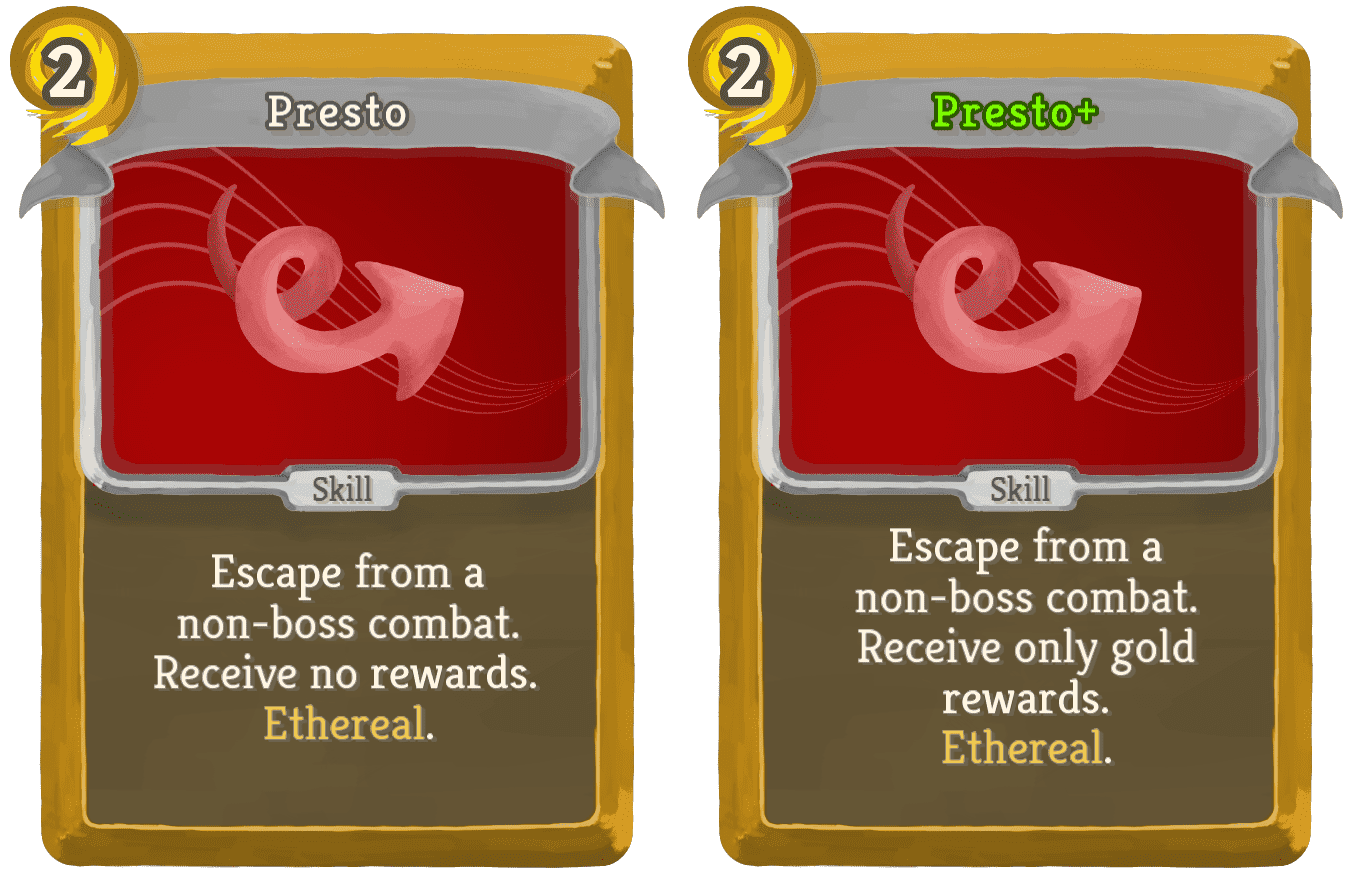 2
Presto
Skill
Escape from a
non-boss combat.
Receive no rewards.
Ethereal.
2
Presto+
Skill
Escape from a
non-boss combat.
Receive only gold
rewards.
Ethereal.